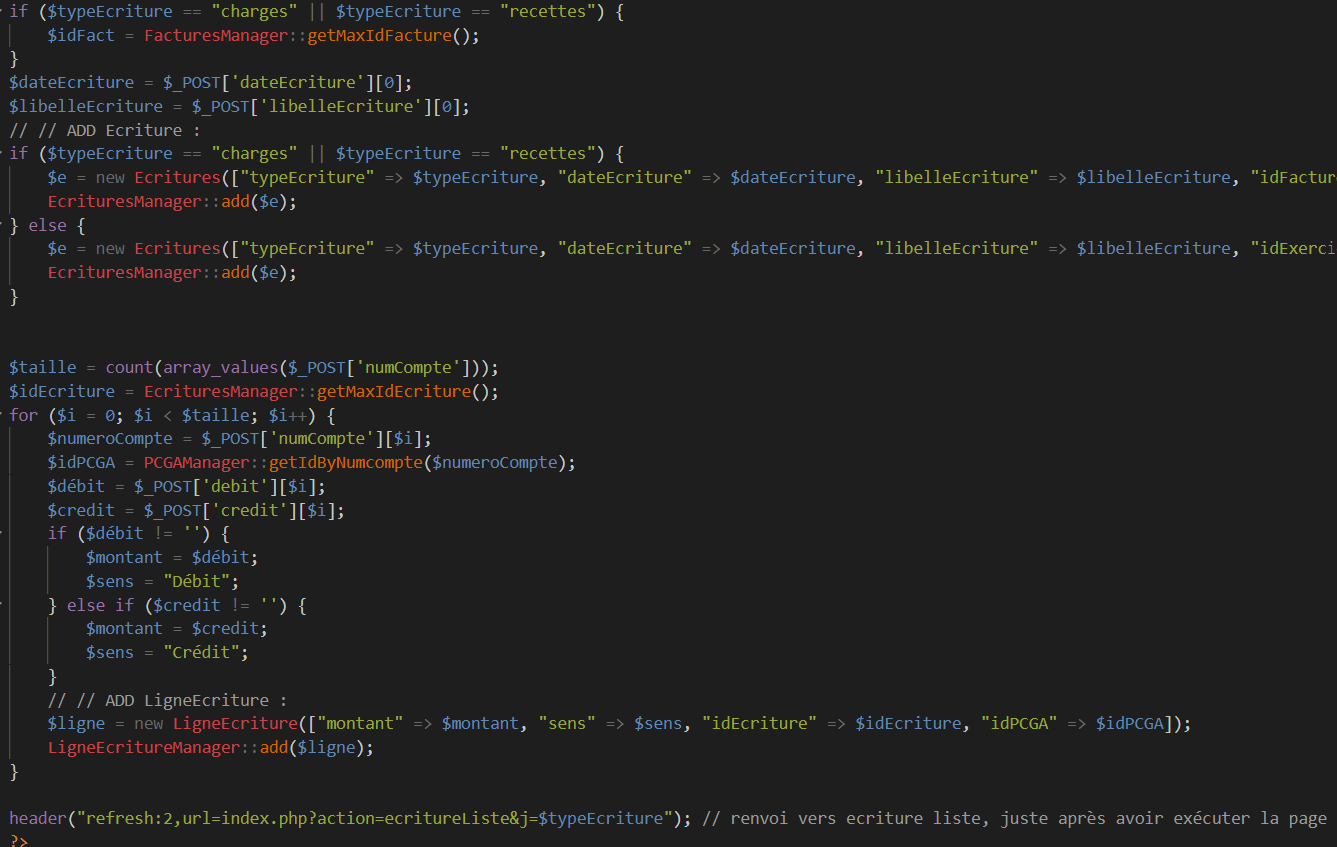 if ($typeEcriture == "charges" || $typeEcriture == "recettes") {
$idFact = FacturesManager::getMaxIdFacture();
}
$dateEcriture = $_POST['dateEcriture'][0];
$libelleEcriture = $_POST['libelleEcriture'][0];
// // ADD Ecriture :
if ($typeEcriture == "charges" || $typeEcriture == "recettes") {
$e = new Ecritures(["typeEcriture" => $typeEcriture, "dateEcriture" => $dateEcriture, "libelleEcriture" => $libelleEcriture, "idFactur
EcrituresManager::add($e);
} else {
$e = new Ecritures(["typeEcriture" => $typeEcriture, "dateEcriture" => $dateEcriture, "libelleEcriture" => $libelleEcriture, "idExerci
EcrituresManager::add($e);
}
$taille = count(array_values($_POST['numCompte']));
$idEcriture = EcrituresManager::getMaxIdEcriture();
for ($i = 0; $i < $taille; $i++) {
$numeroCompte = $_POST['numCompte'][$i];
$idPCGA = PCGAManager::getIdByNumcompte($numeroCompte);
$débit = $_POST['debit'][$i];
$credit = $_POST['credit'][$i];
if ($débit != '') {
$montant = $débit;
$sens = "Débit";
} else if ($credit != '') {
$montant = $credit;
$sens = "Crédit";
}
// // ADD LigneEcriture :
$ligne = new LigneEcriture(["montant" => $montant, "sens" => $sens, "idEcriture" => $idEcriture, "idPCGA" => $idPCGA]);
LigneEcritureManager::add($ligne);
}
header("refresh:2,url=index.php?action=ecritureListe&j=$typeEcriture"); // renvoi vers ecriture liste, juste après avoir exécuter la page
?>